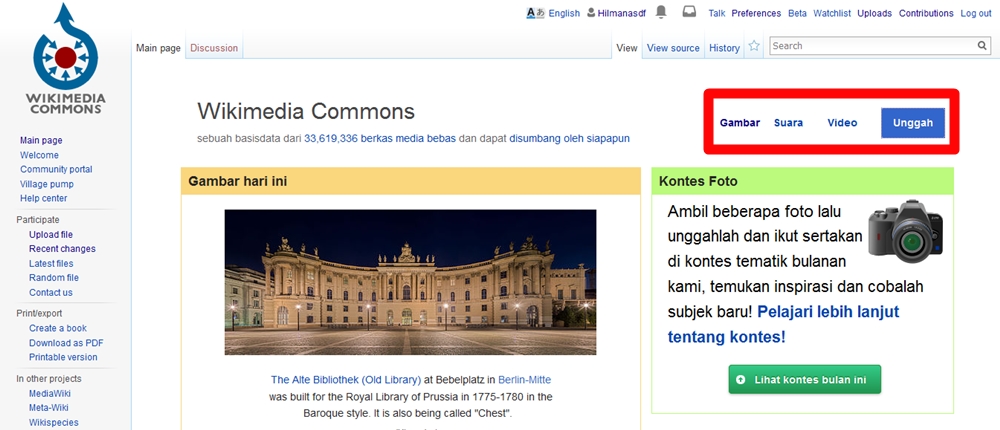 English Hilmanasdf Talk Preferences Beta Watchlist Uploads Contributions Log out
WIKIMEDIA
COMMONS
Main page Discussion View View source History Search
Main page
Welcome
Community portal
Village pump
Help center
Participate
Upload file
Recent changes
Latest files
Random file
Contact us
Print/export
Create a book
Download as PDF
Printable version
In other projects
MediaWiki
Meta-Wiki
Wikispecies
Wikimedia Commons
sebuah basisdata dari 33,619,336 berkas media bebas dan dapat disumbang oleh siapapun
Gambar Suara Video Unggah
Gambar hari ini
The Alte Bibliothek (Old Library) at Bebelplatz in Berlin-Mitte
was built for the Royal Library of Prussia in 1775-1780 in the
Baroque style. It is also being called "Chest".
Kontes Foto
Ambil beberapa foto lalu
unggahlah dan ikut sertakan
di kontes tematik bulanan
kami, temukan inspirasi dan cobalah
subjek baru! Pelajari lebih lanjut
tentang kontes!
Lihat kontes bulan ini